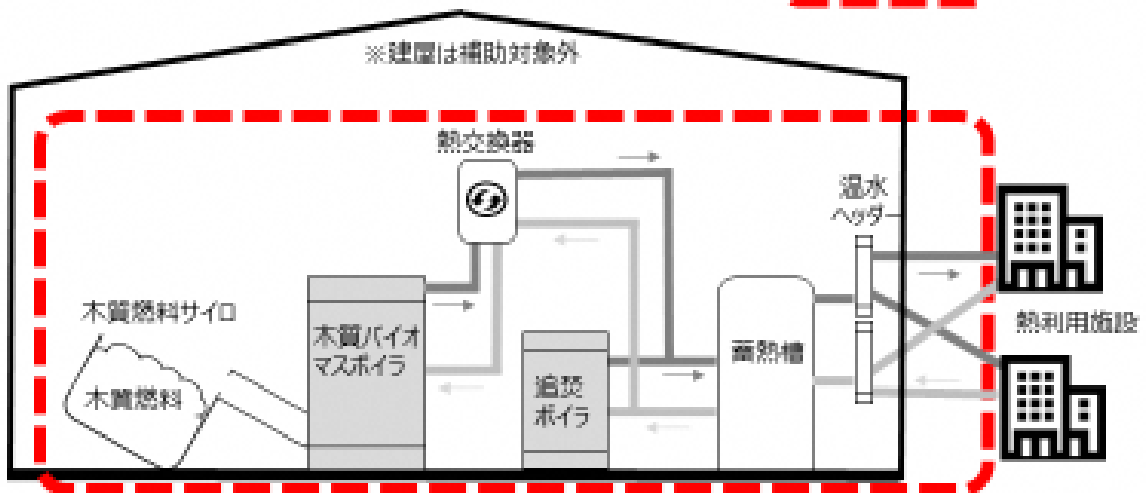 ※建屋は補助対象外
熱交換器
温水
ヘッダー
木質燃料サイロ
木質燃料
木質バイオ
マスボイラ
追焚
ボイラ
蓄熱槽
熱利用施設